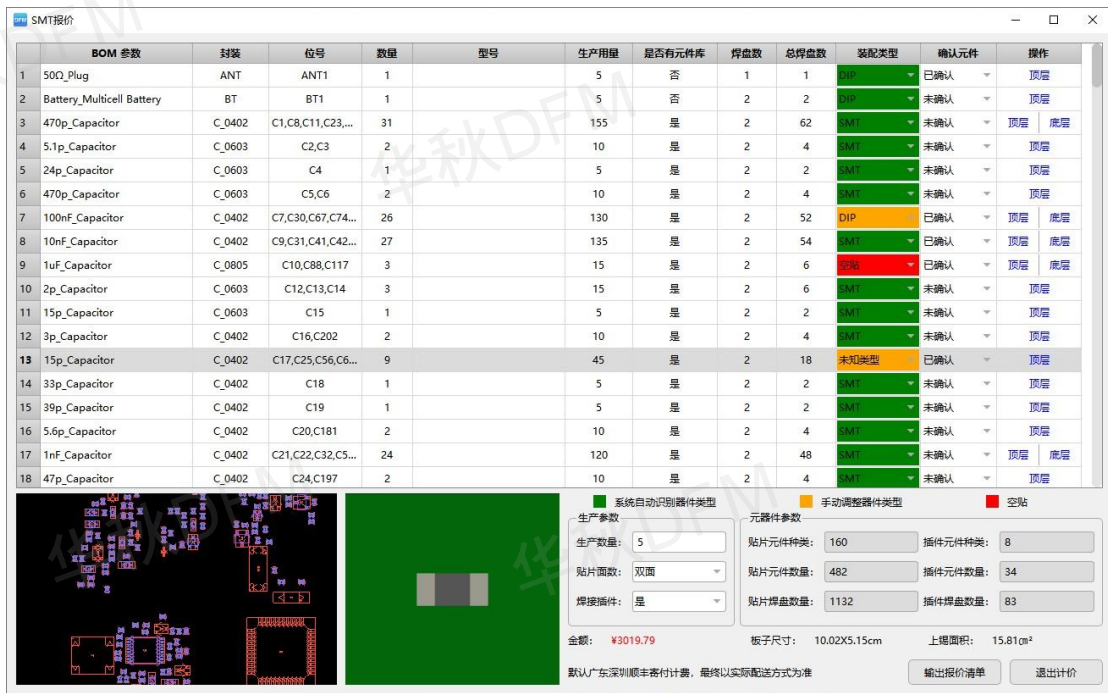 DFM SMT报价
BOM 参数 封装 位号 数量 型号 生产用量 是否有元件库 焊盘数 总焊盘数 装配类型 确认元件 操作
1 50Ω_Plug ANT ANT1 1 5 否 1 1 DIP 已确认 顶层
2 Battery_Multicell Battery BT BT1 1 5 否 2 2 DIP 未确认 顶层
3 470p_Capacitor C_0402 C1,C8,C11,C23,... 31 155 是 2 62 SMT 未确认 顶层 底层
4 5.1p_Capacitor C_0603 C2,C3 2 10 是 2 4 SMT 未确认 顶层
5 24p_Capacitor C_0603 C4 1 5 是 2 2 SMT 未确认 顶层
6 470p_Capacitor C_0603 C5,C6 2 10 是 2 4 SMT 未确认 顶层
7 100nF_Capacitor C_0402 C7,C30,C67,C74... 26 130 是 2 52 DIP 已确认 顶层 底层
8 10nF_Capacitor C_0402 C9,C31,C41,C42... 27 135 是 2 54 SMT 已确认 顶层 底层
9 1uF_Capacitor C_0805 C10,C88,C117 3 15 是 2 6 空贴 已确认 顶层 底层
10 2p_Capacitor C_0603 C12,C13,C14 3 15 是 2 6 SMT 未确认 顶层
11 15p_Capacitor C_0603 C15 1 5 是 2 2 SMT 未确认 顶层
12 3p_Capacitor C_0402 C16,C202 2 10 是 2 4 SMT 未确认 顶层
13 15p_Capacitor C_0402 C17,C25,C56,C6... 9 45 是 2 18 未知类型 已确认 顶层
14 33p_Capacitor C_0402 C18 1 5 是 2 2 SMT 未确认 顶层
15 39p_Capacitor C_0402 C19 1 5 是 2 2 SMT 未确认 顶层
16 5.6p_Capacitor C_0402 C20,C181 2 10 是 2 4 SMT 未确认 顶层
17 1nF_Capacitor C_0402 C21,C22,C32,C5... 24 120 是 2 48 SMT 未确认 顶层 底层
18 47p_Capacitor C_0402 C24,C197 2 10 是 2 4 SMT 未确认 顶层
系统自动识别器件类型 手动调整器件类型 空贴
生产参数 元器件参数
生产数量: 5 贴片元件种类: 160 插件元件种类: 8
贴片面数: 双面 贴片元件数量: 482 插件元件数量: 34
焊接插件: 是 贴片焊盘数量: 1132 插件焊盘数量: 83
金额: ¥3019.79 板子尺寸: 10.02X5.15cm 上锡面积: 15.81㎡²
默认广东深圳顺丰寄付计费，最终以实际配送方式为准 输出报价清单 退出计价
华秋DFM
华秋DFM
华秋DFM